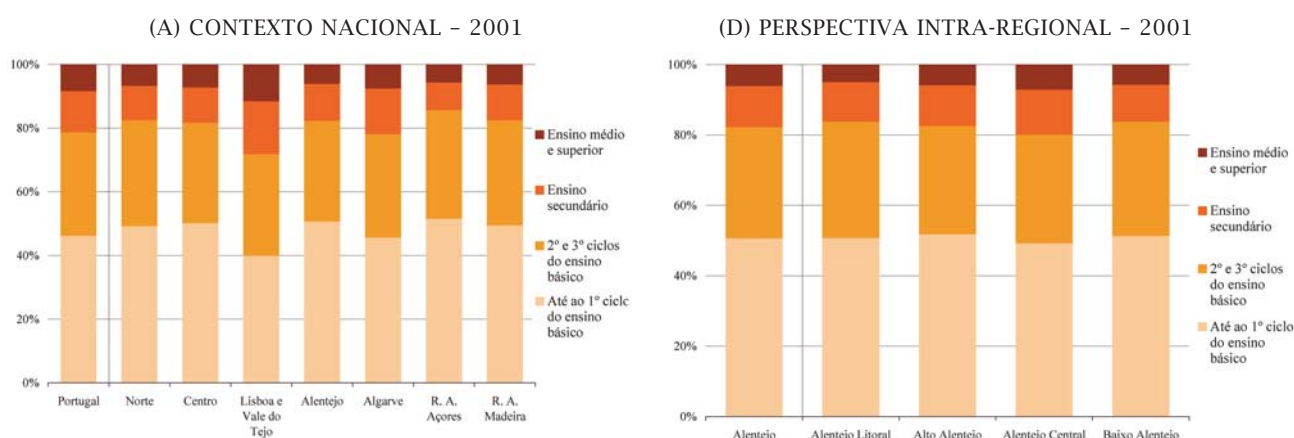 (A) CONTEXTO NACIONAL – 2001
100%
80%
60%
40%
20%
0%
Portugal
Norte
Centro
Lisboa e
Vale do
Tejo
Alentejo
Algarve
R. A.
Açores
R. A.
Madeira
Ensino médio
e superior
Ensino
secundário
2º e 3º ciclos
do ensino
básico
Até ao 1º ciclo
do ensino
básico
(D) PERSPECTIVA INTRA-REGIONAL – 2001
100%
80%
60%
40%
20%
0%
Alentejo
Alentejo Litoral
Alto Alentejo
Alentejo Central
Baixo Alentejo
Ensino médio
e superior
Ensino
secundário
2º e 3º ciclos
do ensino
básico
Até ao 1º ciclo
do ensino
básico